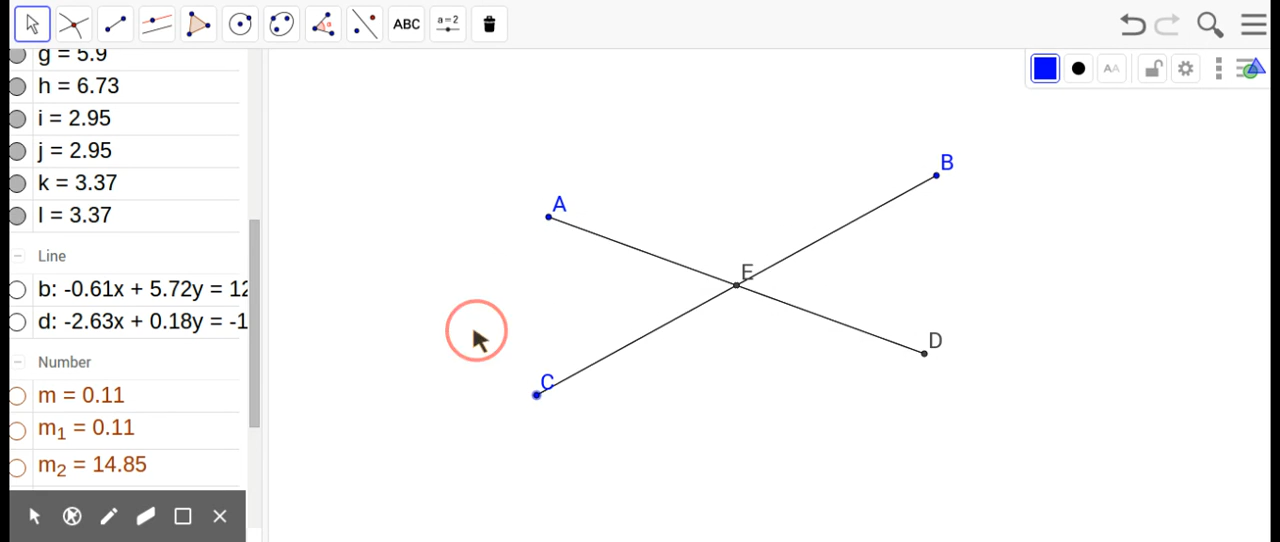 ABC
a=2
AA
g = 5.9
h = 6.73
i = 2.95
j = 2.95
k = 3.37
l = 3.37
Line
b: -0.61x + 5.72y = 12
d: -2.63x + 0.18y = -1
Number
m = 0.11
m₁ = 0.11
m₂ = 14.85
B
A
E
D
C